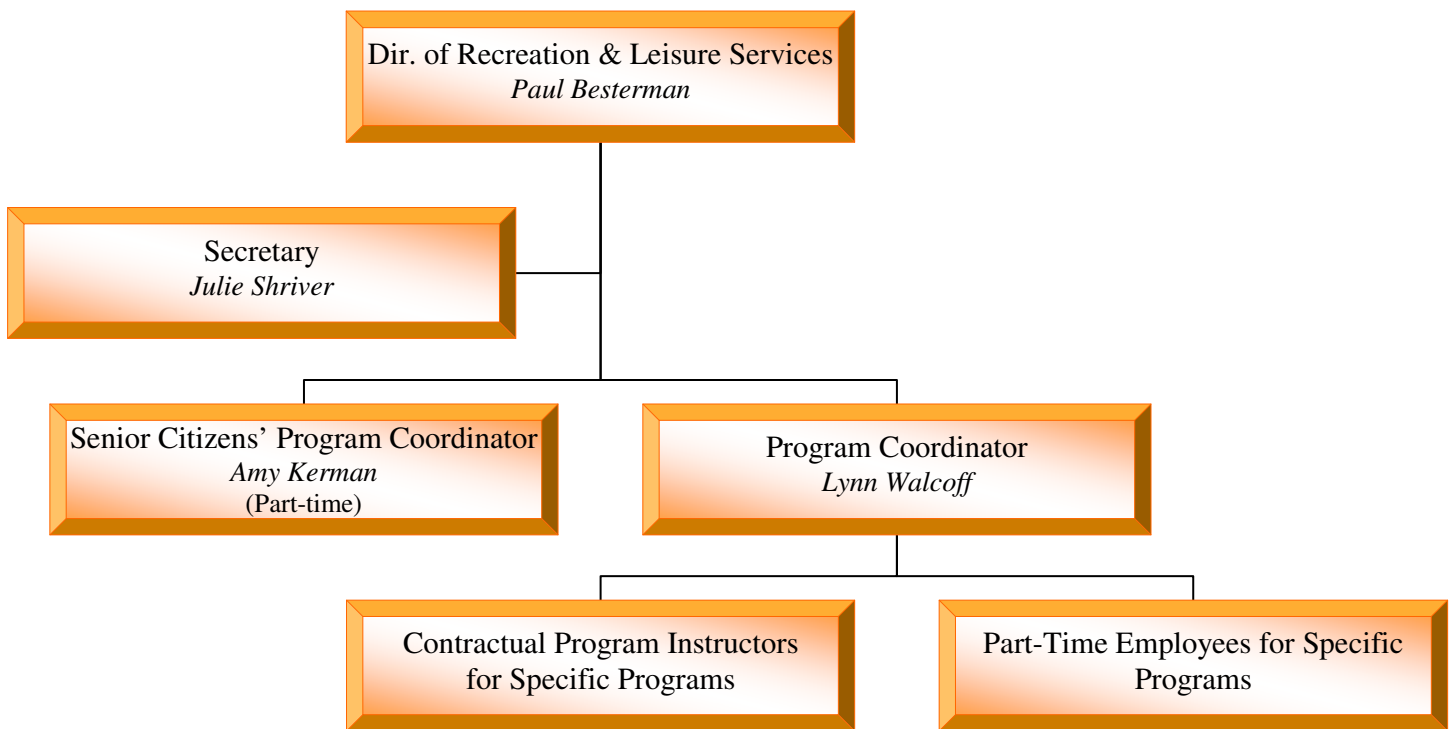 Dir. of Recreation & Leisure Services
Paul Besterman
Secretary
Julie Shriver
Senior Citizens’ Program Coordinator
Amy Kerman
(Part-time)
Program Coordinator
Lynn Walcoff
Contractual Program Instructors
for Specific Programs
Part-Time Employees for Specific
Programs